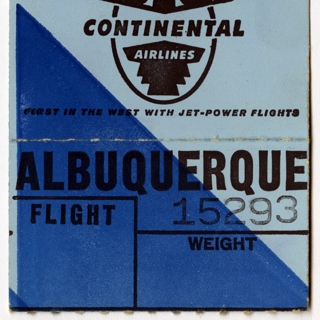 CONTINENTAL
AIRLINES
FIRST IN THE WEST WITH JET-POWER FLIGHTS
ALBUQUERQUE
FLIGHT
15293
WEIGHT